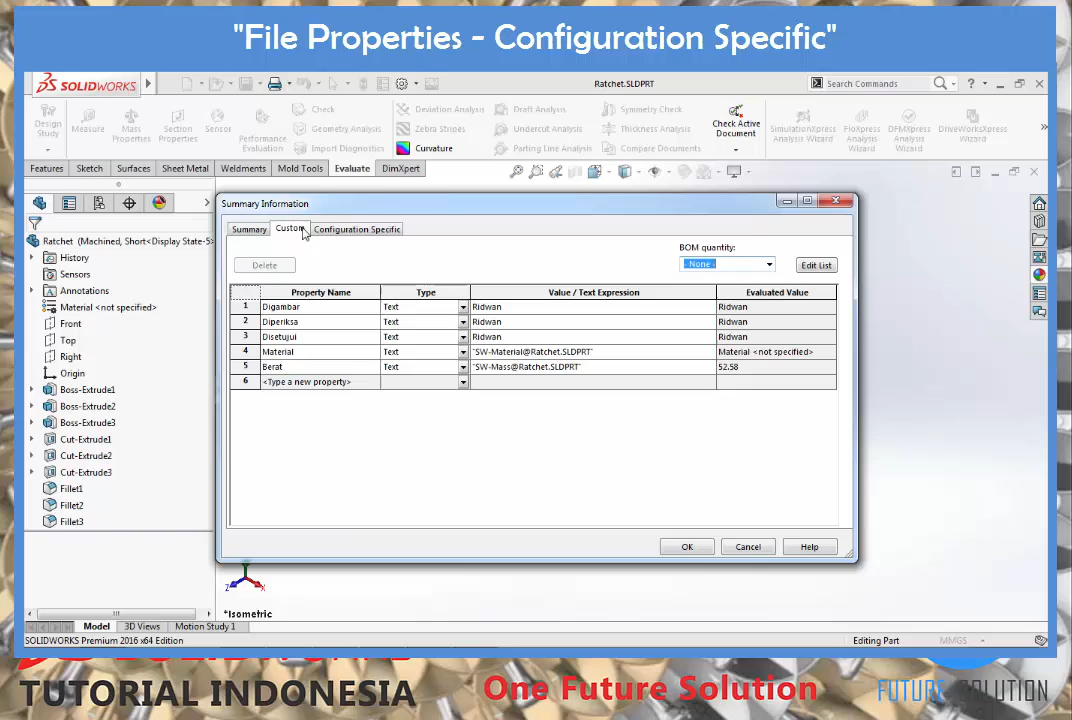 "File Properties - Configuration Specific"
SOLIDWORKS
Ratchet.SLDPRT
Search Commands
Design Study
Measure
Mass Properties
Section Properties
Sensor
Performance Evaluation
Check
Geometry Analysis
Import Diagnostics
Deviation Analysis
Zebra Stripes
Curvature
Draft Analysis
Undercut Analysis
Parting Line Analysis
Symmetry Check
Thickness Analysis
Compare Documents
Check Active Document
SimulationXpress Analysis Wizard
FloXpress Analysis Wizard
DFMXpress Analysis Wizard
DriveWorksXpress Wizard
Features Sketch Surfaces Sheet Metal Weldments Mold Tools Evaluate DimXpert
Ratchet (Machined, Short<Display State-5>
History
Sensors
Annotations
Material <not specified>
Front
Top
Right
Origin
Boss-Extrude1
Boss-Extrude2
Boss-Extrude3
Cut-Extrude1
Cut-Extrude2
Cut-Extrude3
Fillet1
Fillet2
Fillet3
Summary Information
Summary Custom Configuration Specific
BOM quantity:
Delete - None - Edit List
Property Name Type Value / Text Expression Evaluated Value
1 Digambar Text Ridwan Ridwan
2 Diperiksa Text Ridwan Ridwan
3 Disetujui Text Ridwan Ridwan
4 Material Text "SW-Material@Ratchet.SLDPRT" Material <not specified>
5 Berat Text "SW-Mass@Ratchet.SLDPRT" 52.58
6 <Type a new property>
OK Cancel Help
Z X
*Isometric
Model 3D Views Motion Study 1
SOLIDWORKS Premium 2016 x64 Edition Editing Part MMGS
TUTORIAL INDONESIA
One Future Solution
FUTURE SOLUTION